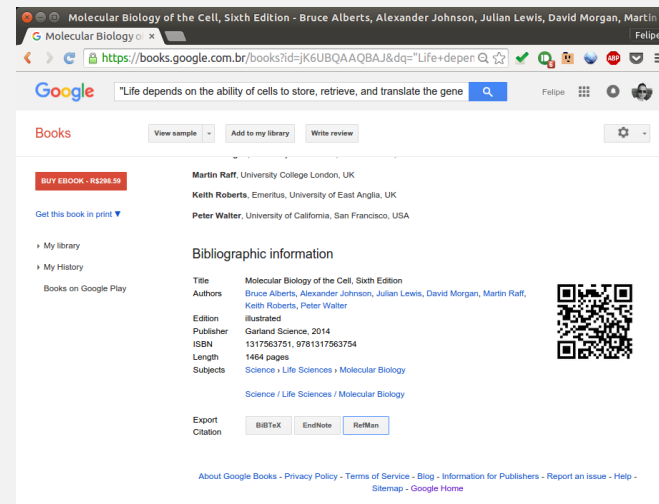 Molecular Biology of the Cell, Sixth Edition - Bruce Alberts, Alexander Johnson, Julian Lewis, David Morgan, Martin
G Molecular Biology o ×
Felipe
https://books.google.com.br/books?id=jK6UBQAAQBAJ&dq="Life+depen
ABP
Google
"Life depends on the ability of cells to store, retrieve, and translate the gene
Felipe
Books
View sample
Add to my library
Write review
BUY EBOOK - R$298.59
Get this book in print ▼
My library
My History
Books on Google Play
Martin Raff, University College London, UK
Keith Roberts, Emeritus, University of East Anglia, UK
Peter Walter, University of California, San Francisco, USA
Bibliographic information
Title Molecular Biology of the Cell, Sixth Edition
Authors Bruce Alberts, Alexander Johnson, Julian Lewis, David Morgan, Martin Raff,
Keith Roberts, Peter Walter
Edition illustrated
Publisher Garland Science, 2014
ISBN 1317563751, 9781317563754
Length 1464 pages
Subjects Science › Life Sciences › Molecular Biology
Science / Life Sciences / Molecular Biology
Export
Citation
BiBTeX
EndNote
RefMan
About Google Books - Privacy Policy - Terms of Service - Blog - Information for Publishers - Report an issue - Help -
Sitemap - Google Home